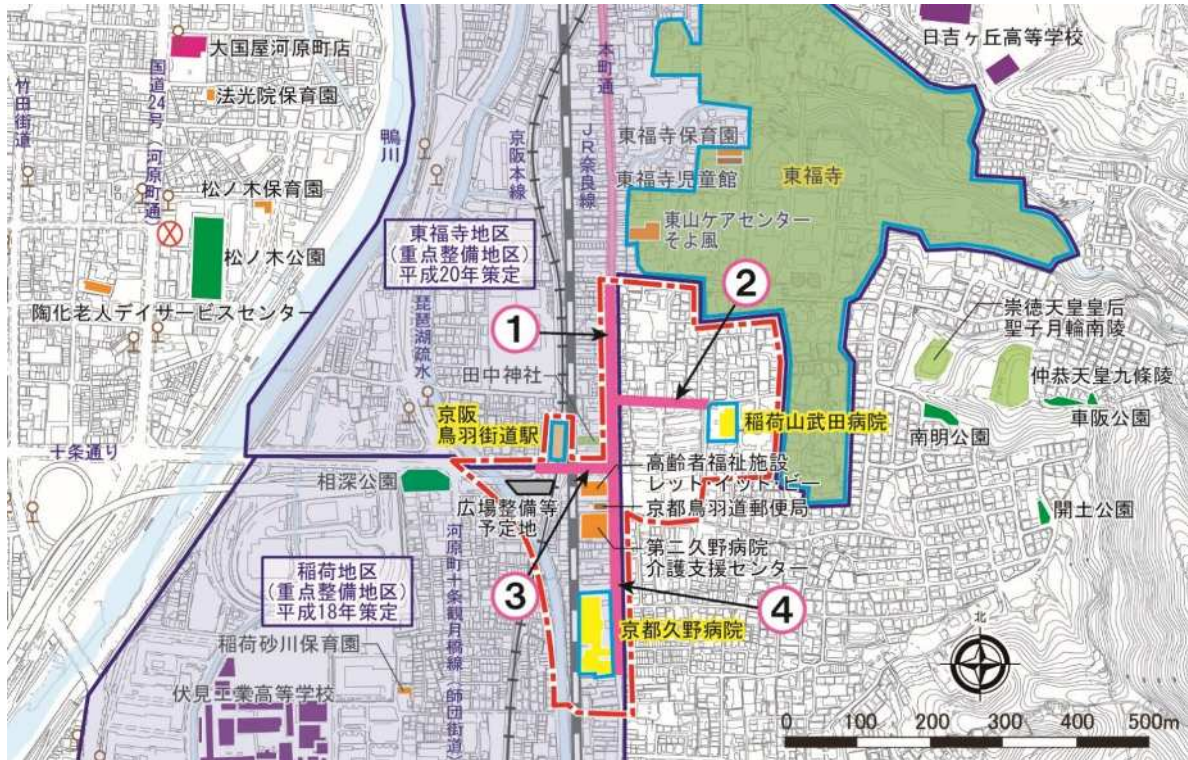 大国屋河原町店
日吉ヶ丘高等学校
本町通
竹田街道
国道24号（河原町通）
法光院保育園
鴨川
京阪本線
JR奈良線
東福寺保育園
東福寺児童館
東福寺
松ノ木保育園
松ノ木公園
東福寺地区
（重点整備地区）
平成20年策定
東山ケアセンター
そよ風
陶化老人デイサービスセンター
琵琶湖疏水
1
2
崇徳天皇皇后
聖子月輪南陵
仲恭天皇九條陵
車阪公園
田中神社
京阪
鳥羽街道駅
稲荷山武田病院
南明公園
十条通り
相深公園
広場整備等
予定地
高齢者福祉施設
レット イット ビー
京都鳥羽道郵便局
第二久野病院
介護支援センター
開土公園
河原町十条観月橋線（師団街道）
稲荷地区
（重点整備地区）
平成18年策定
3
4
京都久野病院
稲荷砂川保育園
伏見工業高等学校
北
0 100 200 300 400 500m